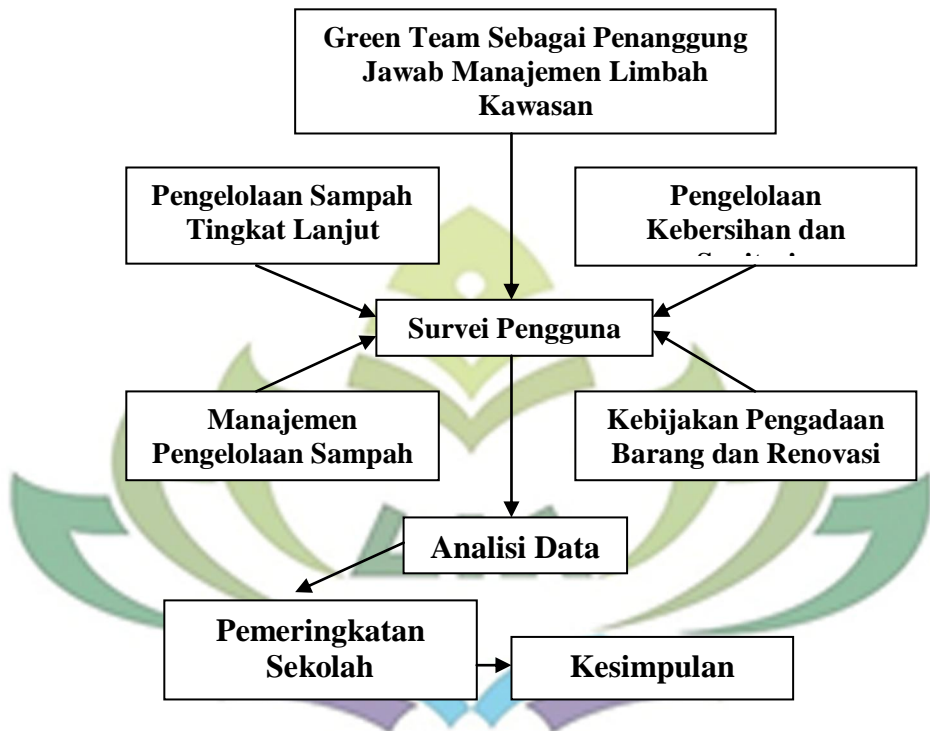 Green Team Sebagai Penanggung
Jawab Manajemen Limbah
Kawasan
Pengelolaan Sampah
Tingkat Lanjut
Pengelolaan
Kebersihan dan
Survei Pengguna
Manajemen
Pengelolaan Sampah
Kebijakan Pengadaan
Barang dan Renovasi
Analisi Data
Pemeringkatan
Sekolah
Kesimpulan